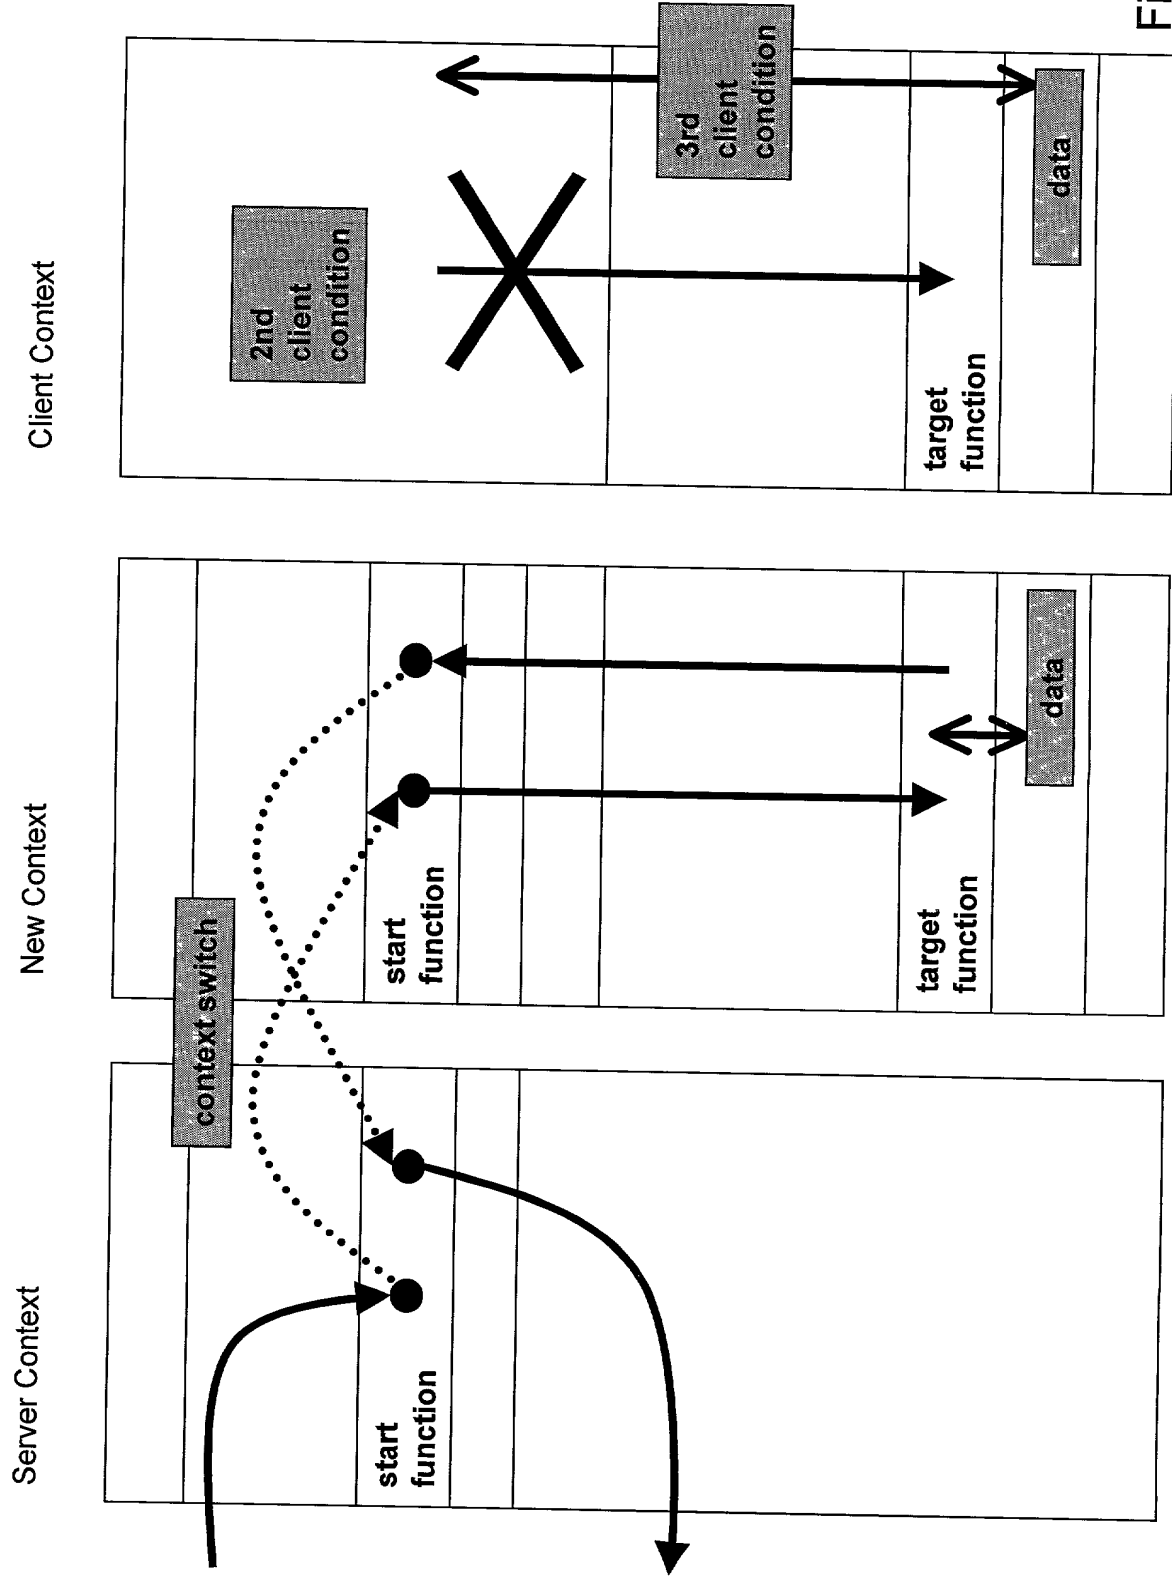 Server Context
New Context
Client Context
context switch
start
function
start
function
target
function
data
2nd
client
condition
3rd
client
condition
target
function
data
Fi